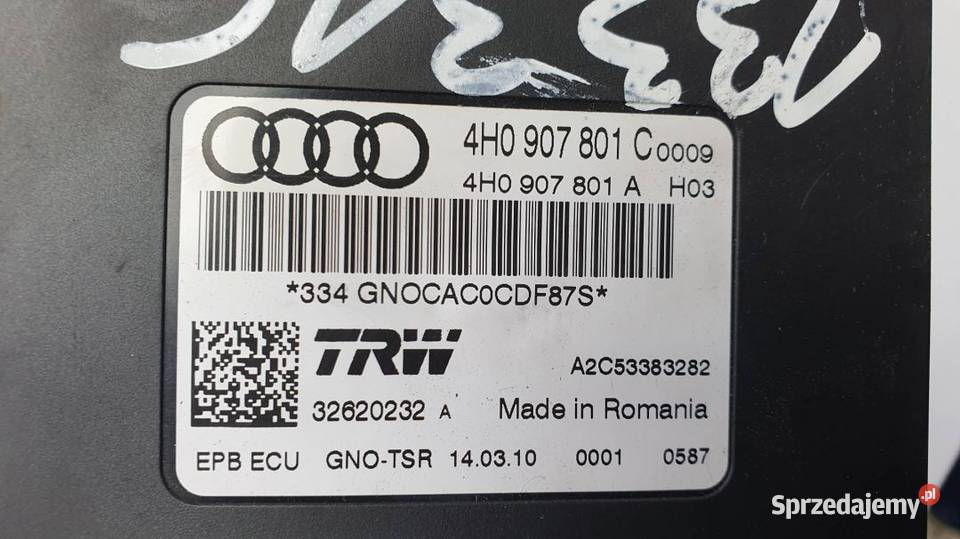 4H0 907 801 C 0009
4H0 907 801 A H03
*334 GNOCAC0CDF87S*
TRW
A2C53383282
32620232 A Made in Romania
EPB ECU GNO-TSR 14.03.10 0001 0587
Sprzedajemy.pl